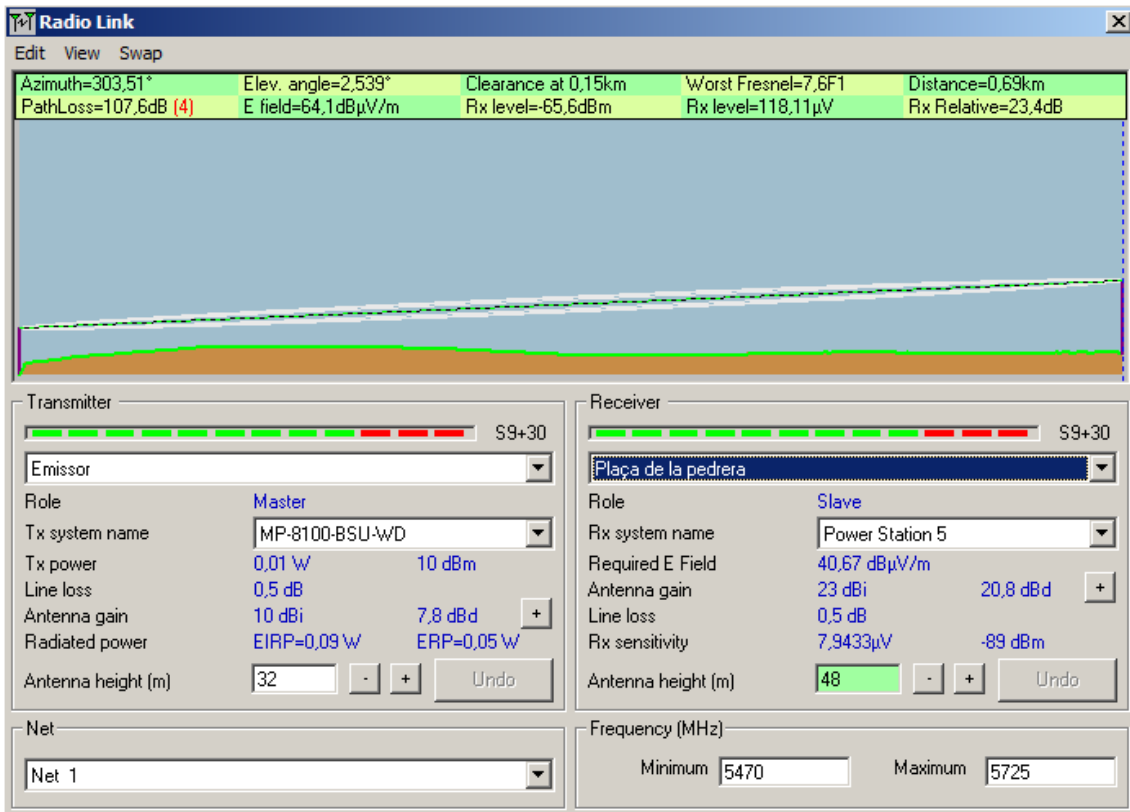 Radio Link
Edit View Swap
Azimuth=303,51° Elev. angle=2,539° Clearance at 0,15km Worst Fresnel=7,6F1 Distance=0,69km
PathLoss=107,6dB (4) E field=64,1dBµV/m Rx level=-65,6dBm Rx level=118,11µV Rx Relative=23,4dB
Transmitter
S9+30
Emissor
Role Master
Tx system name MP-8100-BSU-WD
Tx power 0,01 W 10 dBm
Line loss 0,5 dB
Antenna gain 10 dBi 7,8 dBd +
Radiated power EIRP=0,09 W ERP=0,05 W
Antenna height (m) 32 - + Undo
Net
Net 1
Receiver
S9+30
Plaça de la pedrera
Role Slave
Rx system name Power Station 5
Required E Field 40,67 dBµV/m
Antenna gain 23 dBi 20,8 dBd +
Line loss 0,5 dB
Rx sensitivity 7,9433µV -89 dBm
Antenna height (m) 48 - + Undo
Frequency (MHz)
Minimum 5470 Maximum 5725